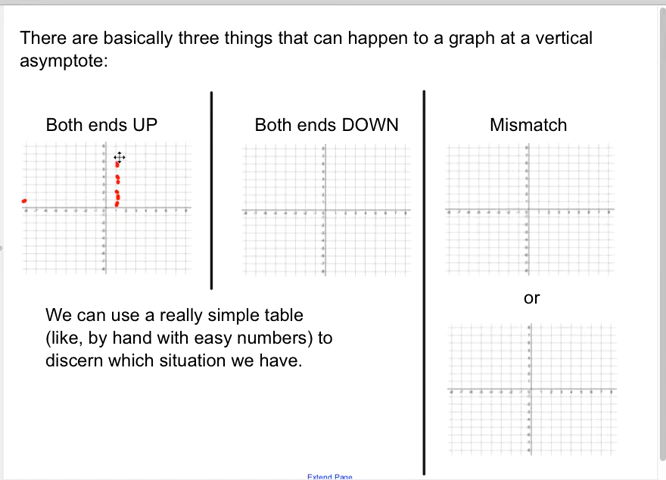 There are basically three things that can happen to a graph at a vertical
asymptote:
Both ends UP
Both ends DOWN
Mismatch
or
We can use a really simple table
(like, by hand with easy numbers) to
discern which situation we have.
Extend Page